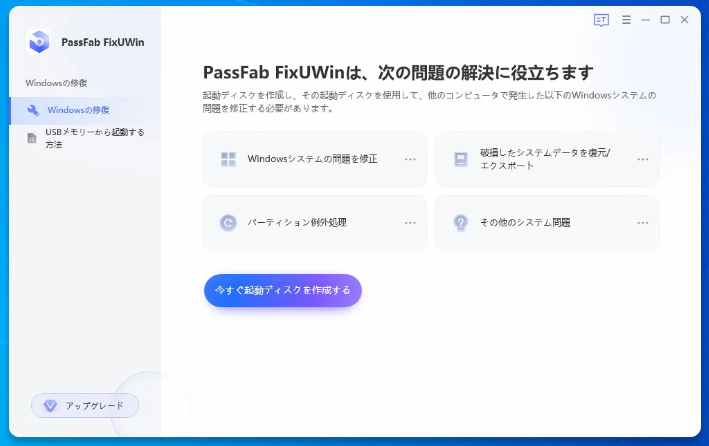 PassFab FixUWin
Windowsの修復
Windowsの修復
USBメモリーから起動する
方法
アップグレード
PassFab FixUWinは、次の問題の解決に役立ちます
起動ディスクを作成し、その起動ディスクを使用して、他のコンピュータで発生した以下のWindowsシステムの
問題を修正する必要があります。
Windowsシステムの問題を修正
破損したシステムデータを復元/
エクスポート
パーティション例外処理
その他のシステム問題
今すぐ起動ディスクを作成する